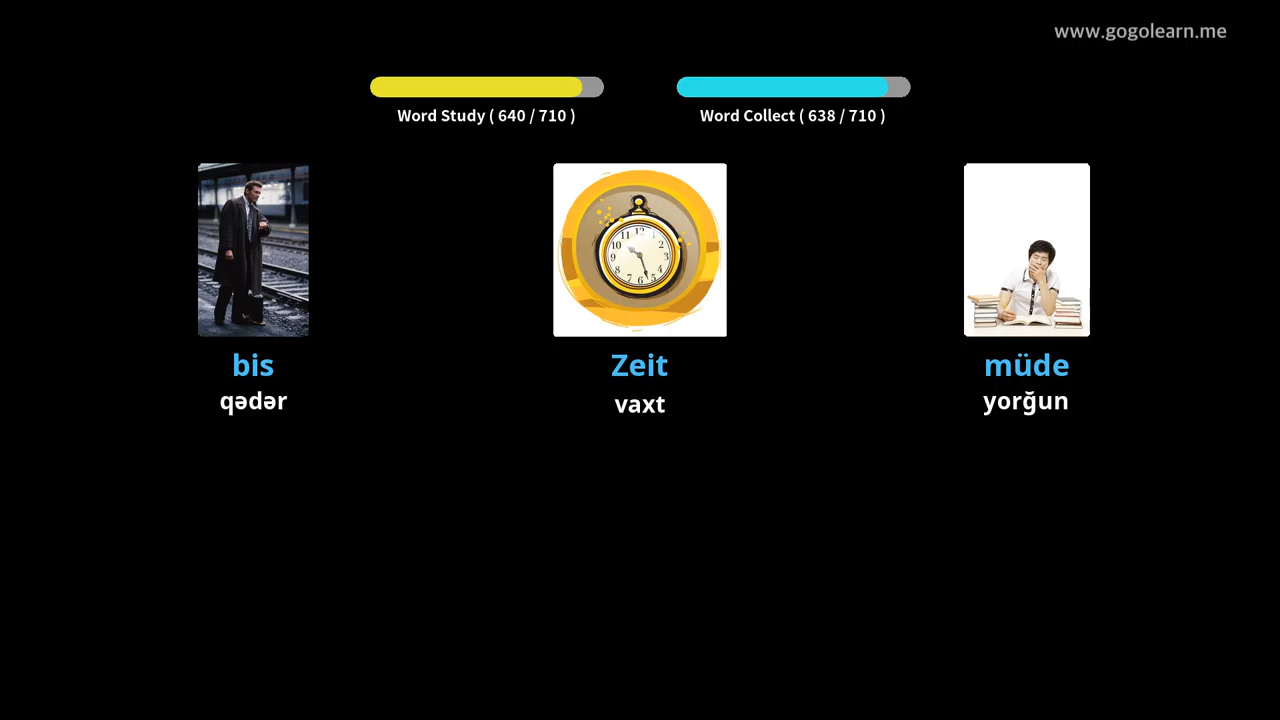 www.gogolearn.me
Word Study ( 640 / 710 )
Word Collect ( 638 / 710 )
bis
qədər
Zeit
vaxt
müde
yorğun